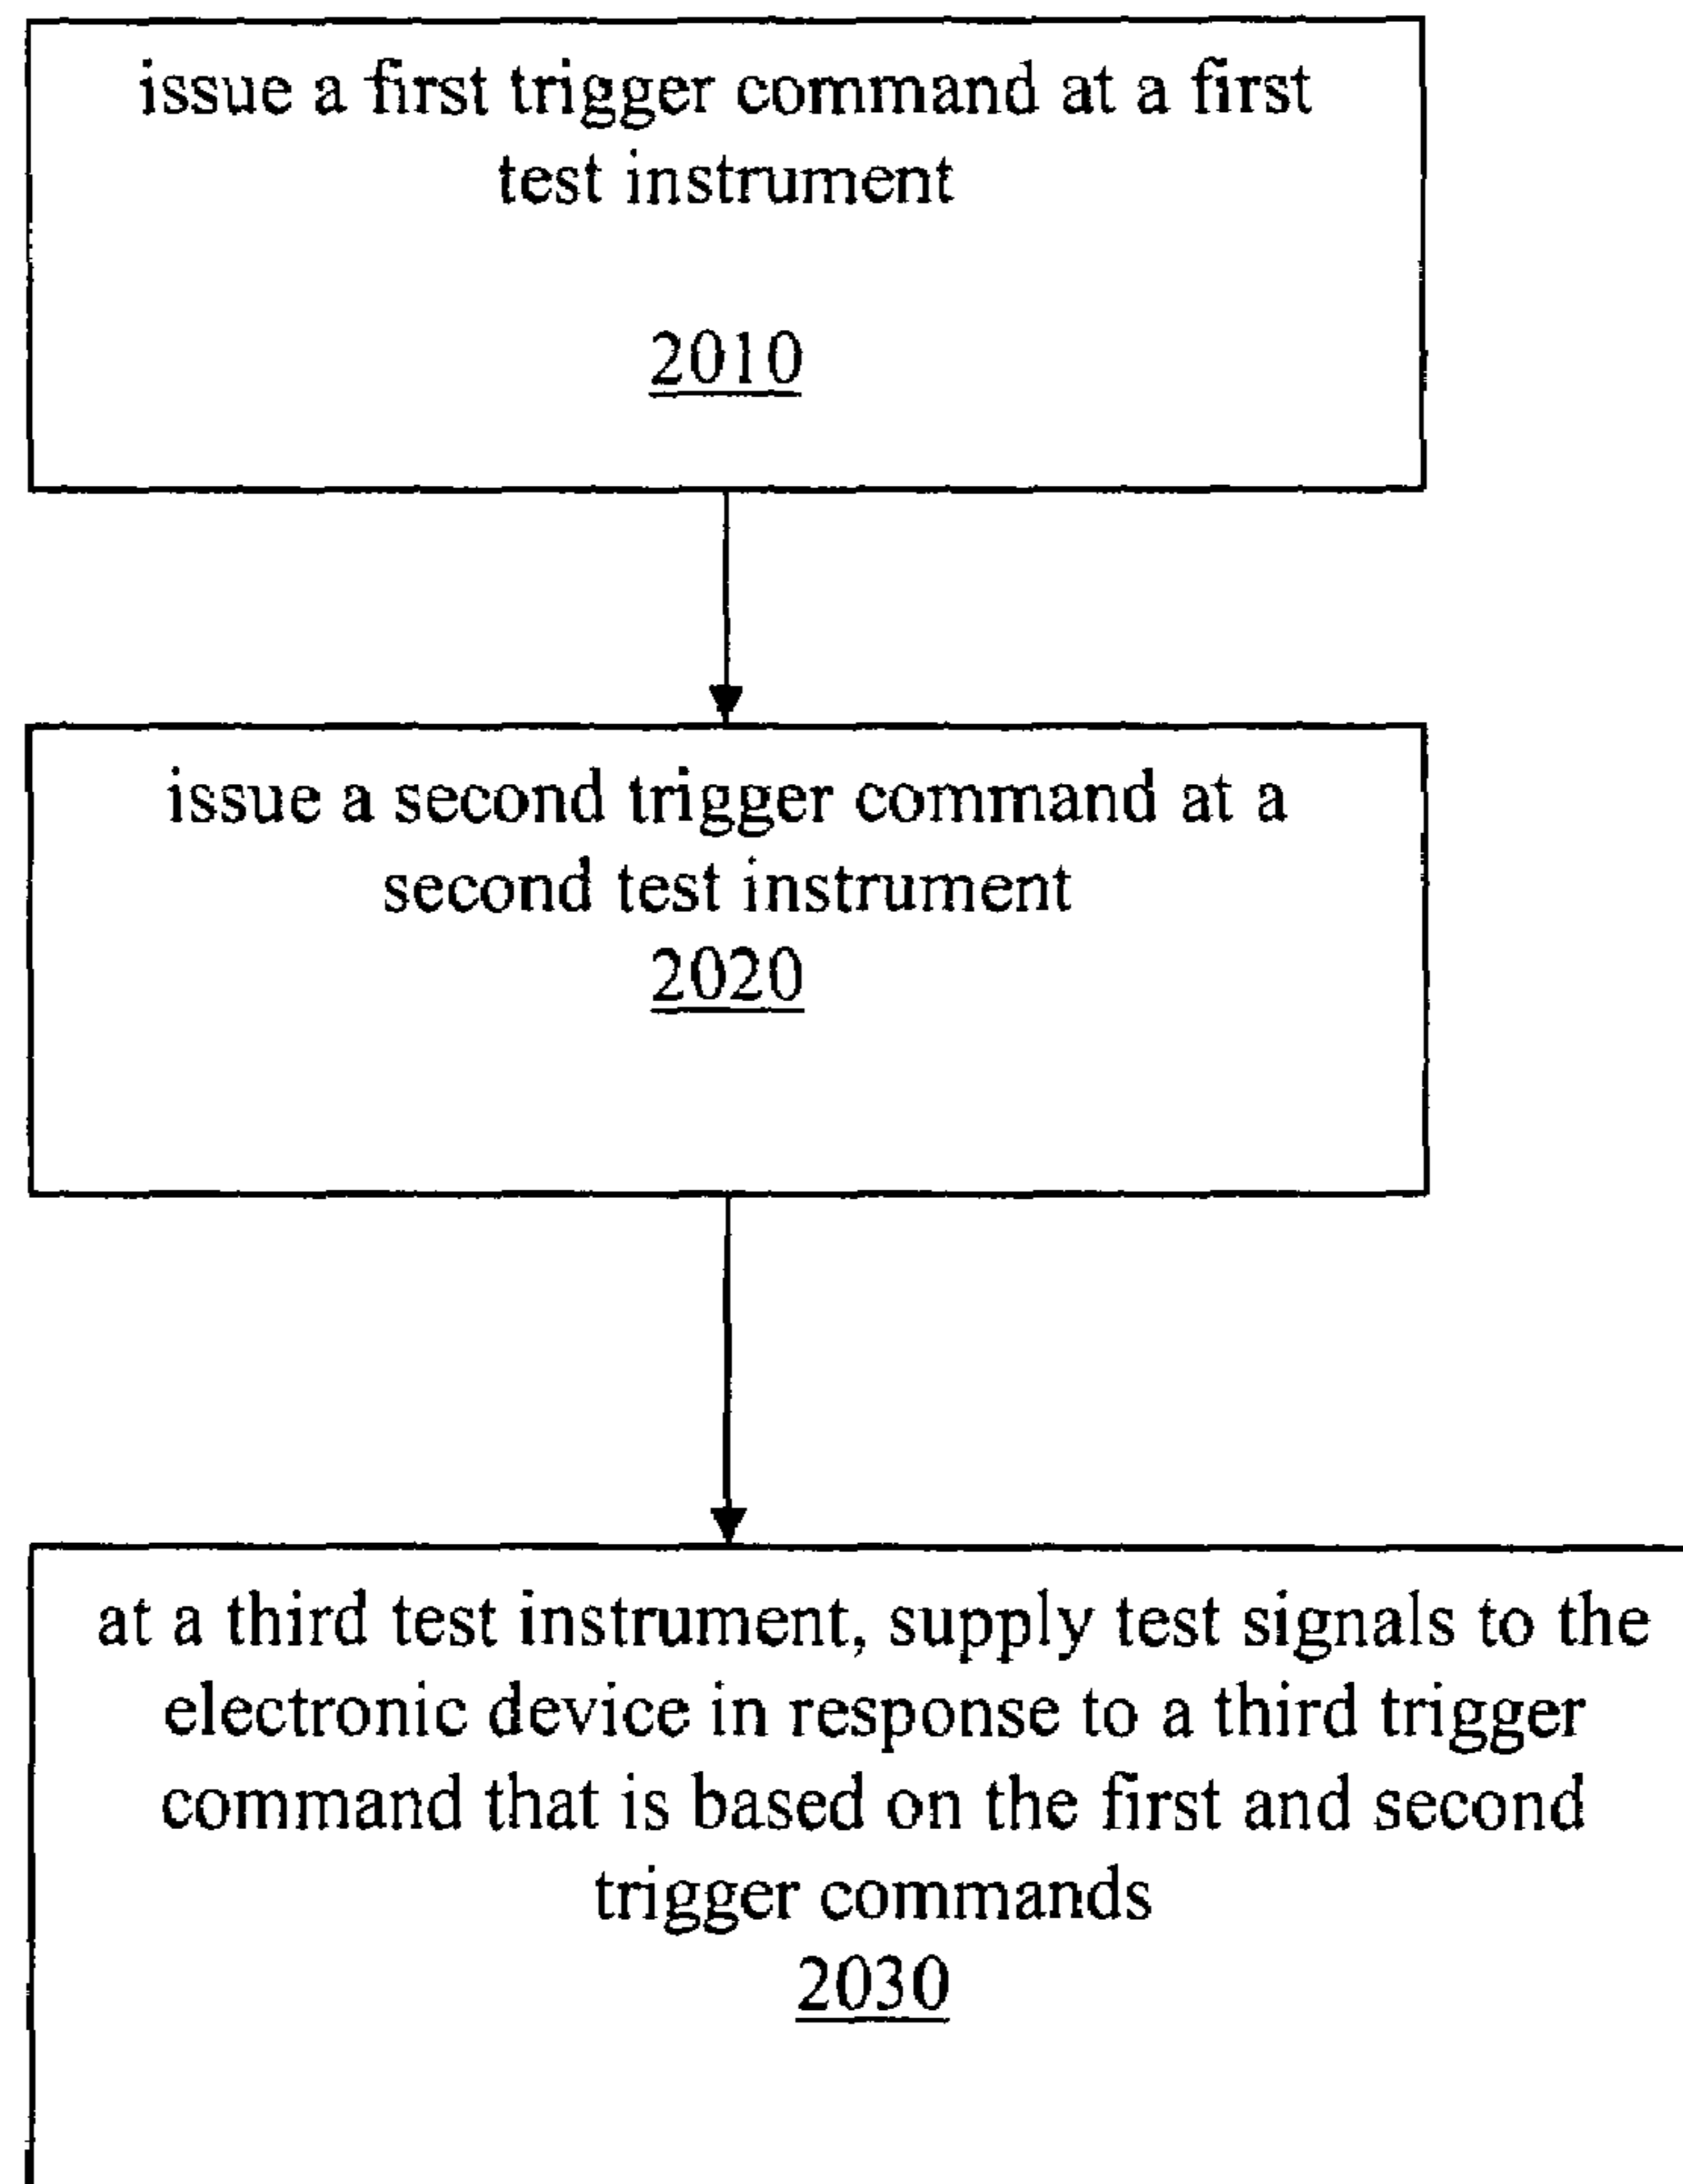 issue a first trigger command at a first
test instrument
2010
issue a second trigger command at a
second test instrument
2020
at a third test instrument, supply test signals to the
electronic device in response to a third trigger
command that is based on the first and second
trigger commands
2030